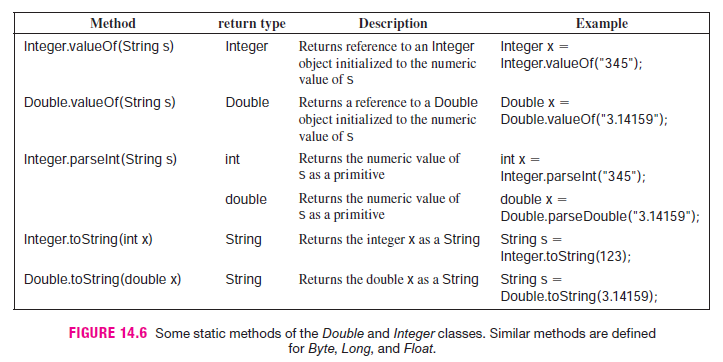 Method return type Description Example
Integer.valueOf(String s) Integer Returns reference to an Integer Integer x =
object initialized to the numeric Integer.valueOf("345");
value of s
Double.valueOf(String s) Double Returns a reference to a Double Double x =
object initialized to the numeric Double.valueOf("3.14159");
value of s
Integer.parseInt(String s) int Returns the numeric value of int x =
s as a primitive Integer.parseInt("345");
double Returns the numeric value of double x =
s as a primitive Double.parseDouble("3.14159");
Integer.toString(int x) String Returns the integer x as a String String s =
Integer.toString(123);
Double.toString(double x) String Returns the double x as a String String s =
Double.toString(3.14159);
FIGURE 14.6 Some static methods of the Double and Integer classes. Similar methods are defined
for Byte, Long, and Float.